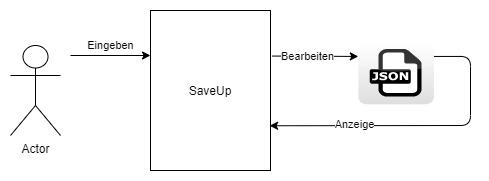 Eingeben
Bearbeiten
SaveUp
JSON
Anzeige
Actor